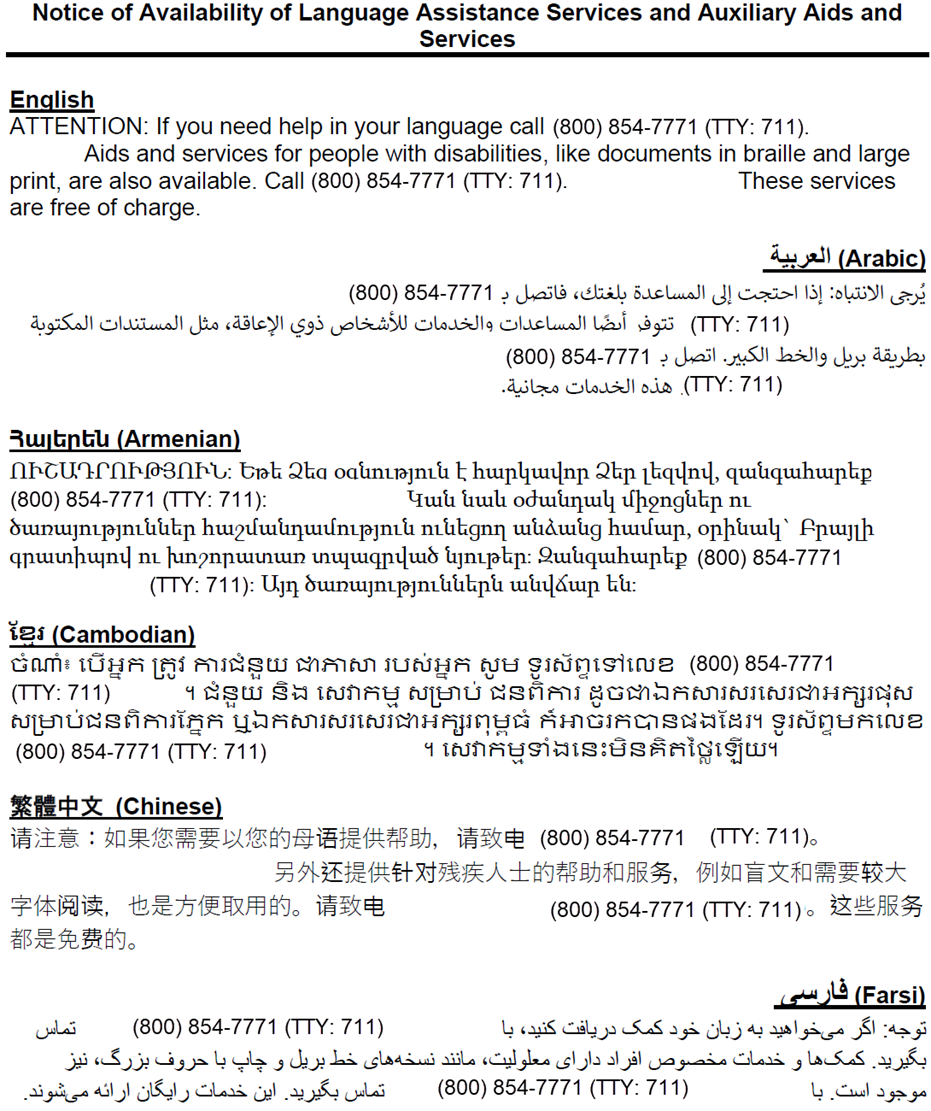 Notice of Availability of Language Assistance Services and Auxiliary Aids and
Services
English
ATTENTION: If you need help in your language call (800) 854-7771 (TTY: 711).
Aids and services for people with disabilities, like documents in braille and large
print, are also available. Call (800) 854-7771 (TTY: 711). These services
are free of charge.
العربية (Arabic)
يُرجى الانتباه: إذا احتجت إلى المساعدة بلغتك، فاتصل بـ (800) 854-7771
(TTY: 711) تتوفر أيضًا المساعدات والخدمات للأشخاص ذوي الإعاقة، مثل المستندات المكتوبة
بطريقة بريل والخط الكبير. اتصل بـ (800) 854-7771
(TTY: 711). هذه الخدمات مجانية.
Հայերեն (Armenian)
ՈՒՇԱԴՐՈՒԹՅՈՒՆ: Եթե Ձեզ օգնություն է հարկավոր Ձեր լեզվով, զանգահարեք
(800) 854-7771 (TTY: 711): Կան նաև օժանդակ միջոցներ ու
ծառայություններ հաշմանդամություն ունեցող անձանց համար, օրինակ` Բրայլի
գրատիպով ու խոշորատառ տպագրված նյութեր: Զանգահարեք (800) 854-7771
(TTY: 711): Այդ ծառայություններն անվճար են:
ខ្មែរ (Cambodian)
ចំណាំ៖ បើអ្នក ត្រូវ ការជំនួយ ជាភាសា របស់អ្នក សូម ទូរស័ព្ទទៅលេខ (800) 854-7771
(TTY: 711) ។ ជំនួយ និង សេវាកម្ម សម្រាប់ ជនពិការ ដូចជាឯកសារសរសេរជាអក្សរផុស
សម្រាប់ជនពិការភ្នែក ឬឯកសារសរសេរជាអក្សរពុម្ពធំ ក៍អាចរកបានផងដែរ។ ទូរស័ព្ទមកលេខ
(800) 854-7771 (TTY: 711) ។ សេវាកម្មទាំងនេះមិនគិតថ្លៃឡើយ។
繁體中文 (Chinese)
请注意：如果您需要以您的母语提供帮助，请致电 (800) 854-7771 (TTY: 711)。
另外还提供针对残疾人士的帮助和服务，例如盲文和需要较大
字体阅读，也是方便取用的。请致电 (800) 854-7771 (TTY: 711)。这些服务
都是免费的。
فارسی (Farsi)
توجه: اگر می‌خواهید به زبان خود کمک دریافت کنید، با (800) 854-7771 (TTY: 711) تماس
بگیرید. کمک‌ها و خدمات مخصوص افراد دارای معلولیت، مانند نسخه‌های خط بریل و چاپ با حروف بزرگ، نیز
موجود است. با (800) 854-7771 (TTY: 711) تماس بگیرید. این خدمات رایگان ارائه می‌شوند.